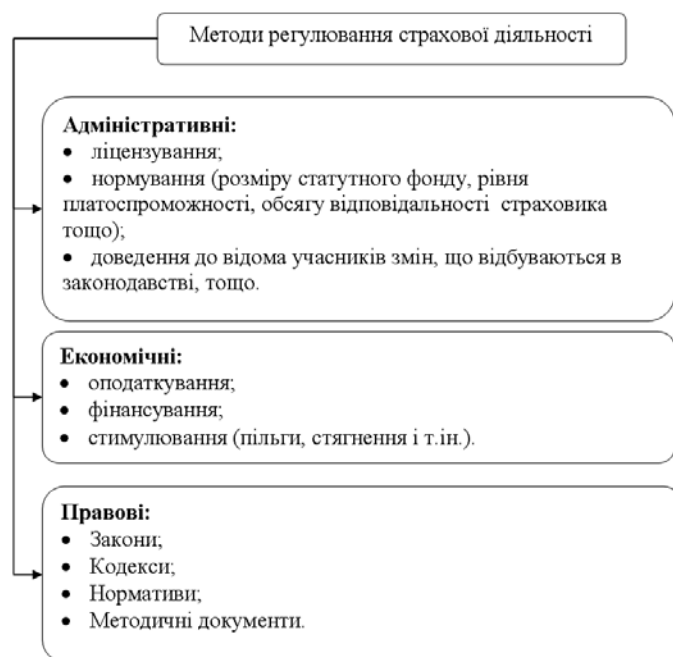 Методи регулювання страхової діяльності
Адміністративні:
• ліцензування;
• нормування (розміру статутного фонду, рівня
платоспроможності, обсягу відповідальності страховика
тощо);
• доведення до відома учасників змін, що відбуваються в
законодавстві, тощо.
Економічні:
• оподаткування;
• фінансування;
• стимулювання (пільги, стягнення і т.ін.).
Правові:
• Закони;
• Кодекси;
• Нормативи;
• Методичні документи.